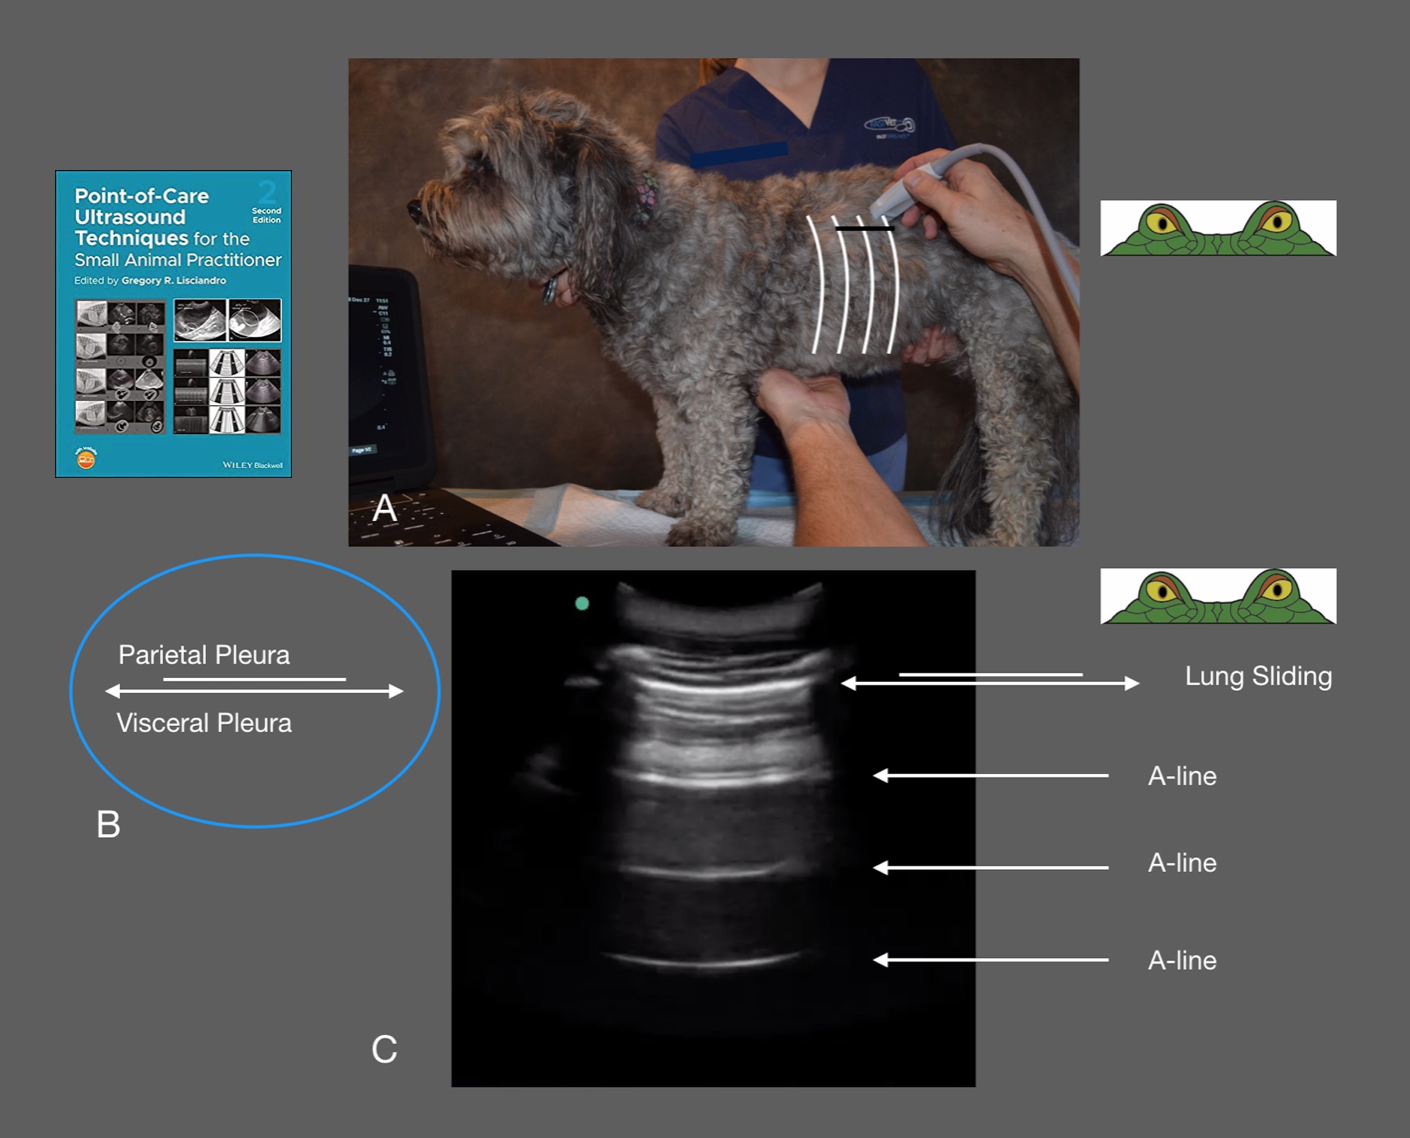 Point-of-Care
Ultrasound
Techniques for the
Small Animal Practitioner
2
Second
Edition
Edited by Gregory R. Lisciandro
WILEY Blackwell
A
Parietal Pleura
Visceral Pleura
B
Lung Sliding
A-line
A-line
A-line
C